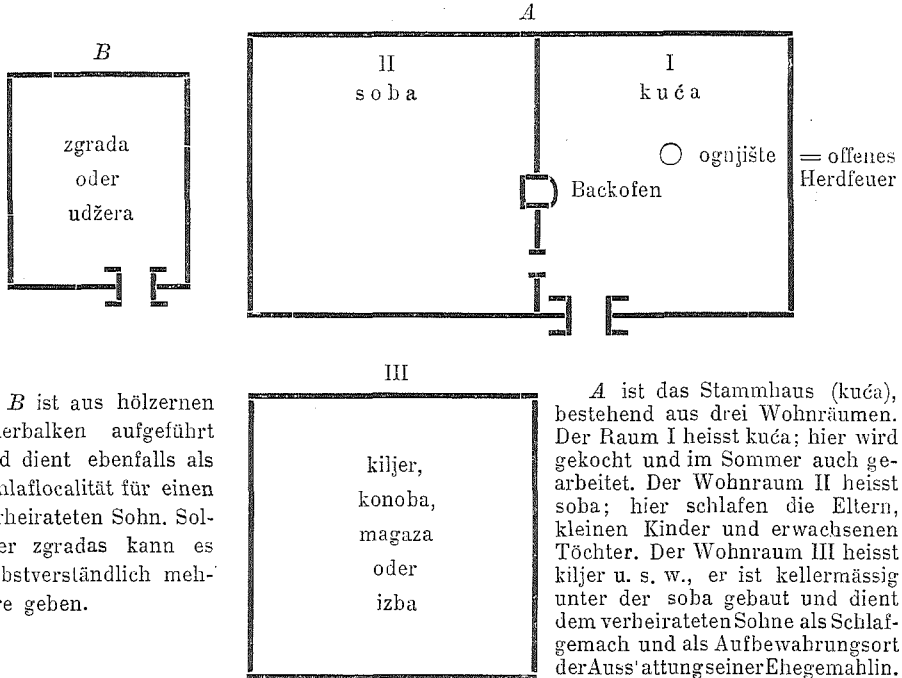 A
B
II
soba
I
kuća
zgrada
oder
udžera
ognjište = offenes
Herdfeuer
Backofen
III
kiljer,
konoba,
magaza
oder
izba
B ist aus hölzernen
aufgeführt
dient ebenfalls als
für einen
Sohn. Sol-
zgradas kann es
meh-
geben.
A ist das Stammhaus (kuća),
bestehend aus drei Wohnräumen.
Der Raum I heisst kuća; hier wird
gekocht und im Sommer auch ge-
arbeitet. Der Wohnraum II heisst
soba; hier schlafen die Eltern,
kleinen Kinder und erwachsenen
Töchter. Der Wohnraum III heisst
kiljer u. s. w., er ist kellermässig
unter der soba gebaut und dient
dem verheirateten Sohne als Schlaf-
gemach und als Aufbewahrungsort
der Auss'attung seiner Ehegemahlin.